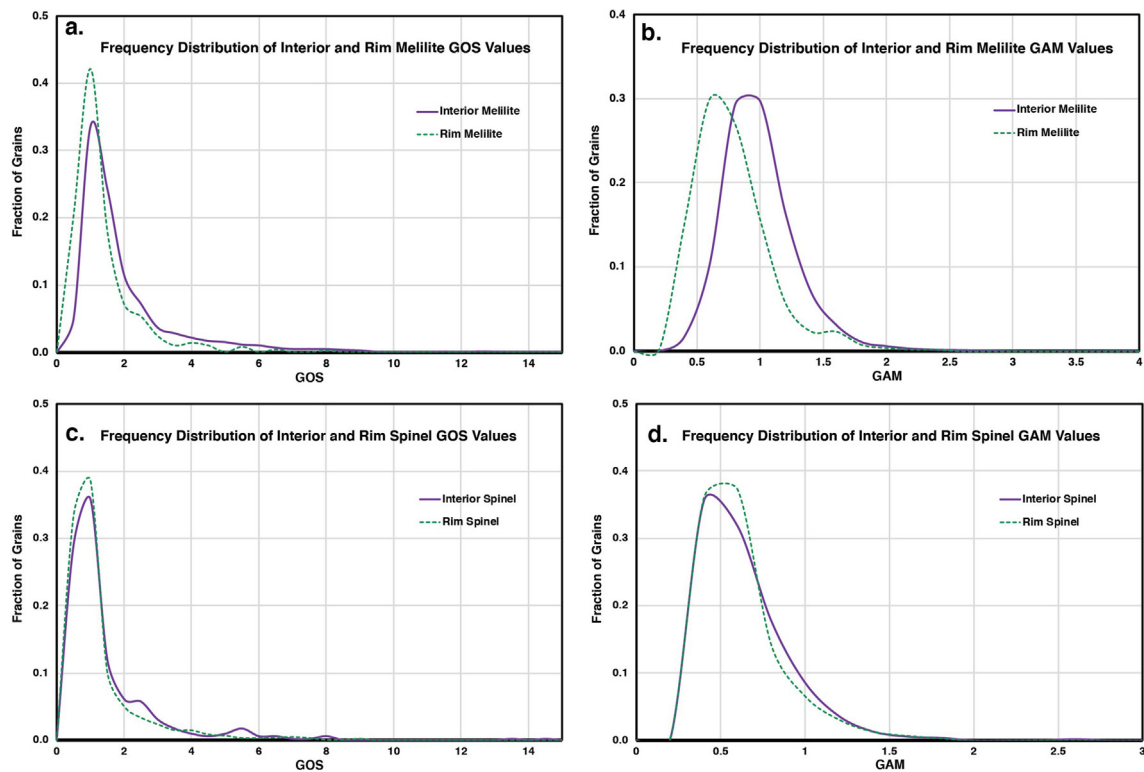 a.
Frequency Distribution of Interior and Rim Melilite GOS Values
0.5
0.4
0.3
0.2
0.1
0.0
Fraction of Grains
Interior Melilite
Rim Melilite
0 2 4 6 8 10 12 14
GOS
b.
Frequency Distribution of Interior and Rim Melilite GAM Values
0.4
0.3
0.2
0.1
0.0
Fraction of Grains
Interior Melilite
Rim Melilite
0 0.5 1 1.5 2 2.5 3 3.5 4
GAM
c.
Frequency Distribution of Interior and Rim Spinel GOS Values
0.5
0.4
0.3
0.2
0.1
0.0
Fraction of Grains
Interior Spinel
Rim Spinel
0 2 4 6 8 10 12 14
GOS
d.
Frequency Distribution of Interior and Rim Spinel GAM Values
0.5
0.4
0.3
0.2
0.1
0.0
Fraction of Grains
Interior Spinel
Rim Spinel
0 0.5 1 1.5 2 2.5 3
GAM